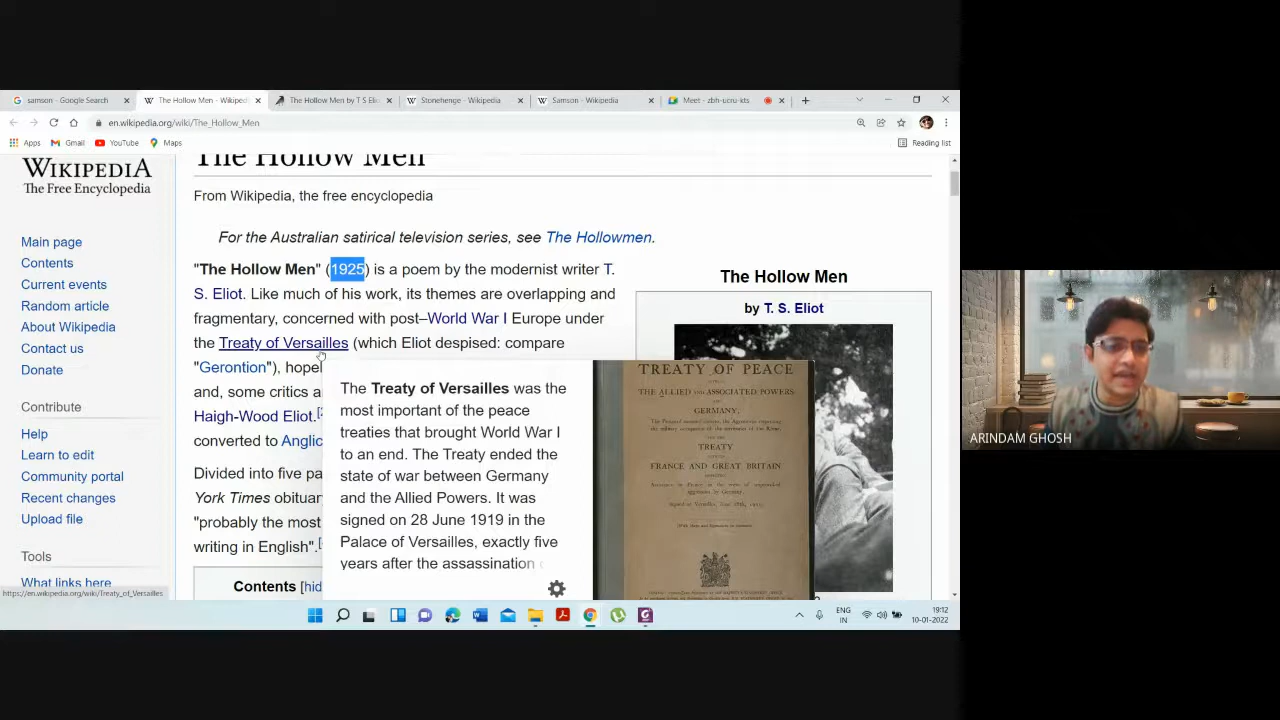 samson - Google Search
The Hollow Men - Wikiped
The Hollow Men by T S Elio
Stonehenge - Wikipedia
Samson - Wikipedia
Meet - zbh-ucru-kts
en.wikipedia.org/wiki/The_Hollow_Men
Apps
Gmail
YouTube
Maps
Reading list
WIKIPEDIA
The Free Encyclopedia
Main page
Contents
Current events
Random article
About Wikipedia
Contact us
Donate
Contribute
Help
Learn to edit
Community portal
Recent changes
Upload file
Tools
What links here
The Hollow Men
From Wikipedia, the free encyclopedia
For the Australian satirical television series, see The Hollowmen.
"The Hollow Men" (1925) is a poem by the modernist writer T.
S. Eliot. Like much of his work, its themes are overlapping and
fragmentary, concerned with post–World War I Europe under
the Treaty of Versailles (which Eliot despised: compare
"Gerontion"), hopel
and, some critics a
Haigh-Wood Eliot.[
converted to Anglic
Divided into five pa
York Times obituar
"probably the most
writing in English".[
Contents [hid
The Treaty of Versailles was the
most important of the peace
treaties that brought World War I
to an end. The Treaty ended the
state of war between Germany
and the Allied Powers. It was
signed on 28 June 1919 in the
Palace of Versailles, exactly five
years after the assassination
The Hollow Men
by T. S. Eliot
TREATY OF PEACE
THE ALLIED AND ASSOCIATED POWERS
GERMANY,
TREATY
FRANCE AND GREAT BRITAIN
https://en.wikipedia.org/wiki/Treaty_of_Versailles
ENG
IN
19:12
10-01-2022
ARINDAM GHOSH